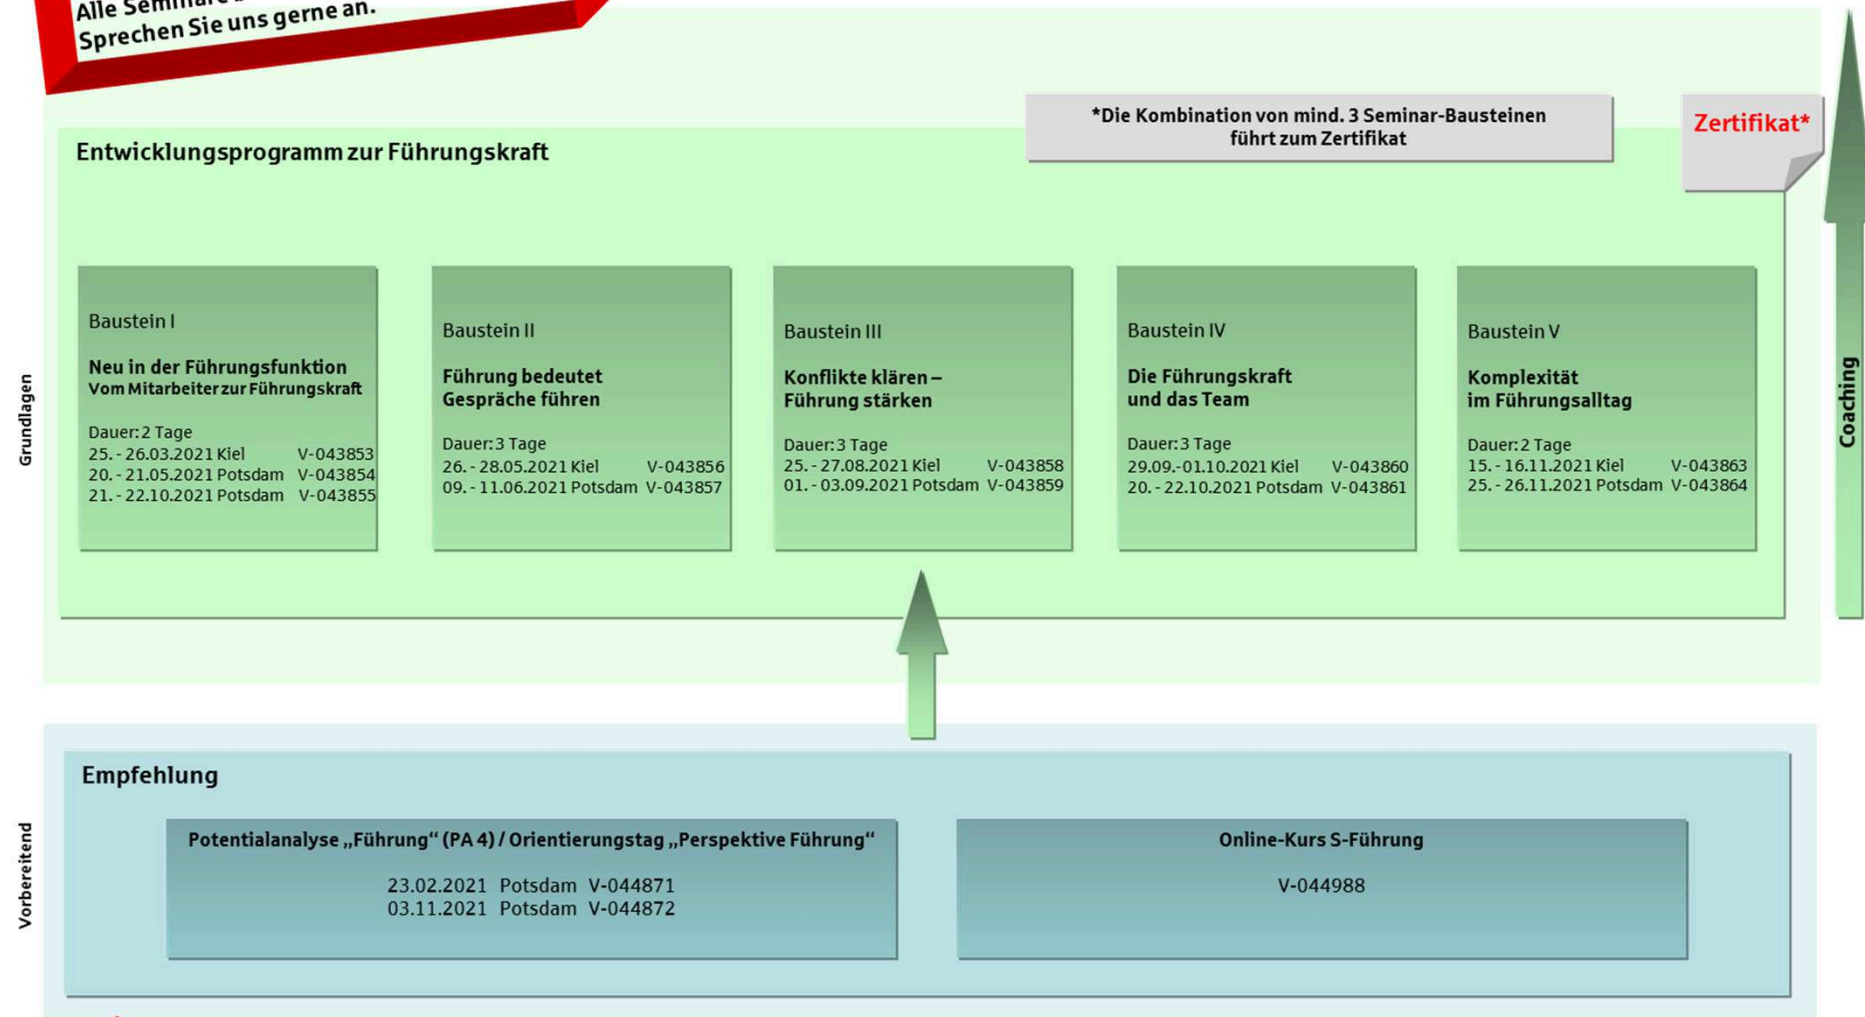 Alle
Sprechen Sie uns gerne an.
*Die Kombination von mind. 3 Seminar-Bausteinen
führt zum Zertifikat
Zertifikat*
Entwicklungsprogramm zur Führungskraft
Grundlagen
Baustein I
Neu in der Führungsfunktion
Vom Mitarbeiter zur Führungskraft
Dauer: 2 Tage
25. - 26.03.2021 Kiel V-043853
20. - 21.05.2021 Potsdam V-043854
21. - 22.10.2021 Potsdam V-043855
Baustein II
Führung bedeutet
Gespräche führen
Dauer: 3 Tage
26. - 28.05.2021 Kiel V-043856
09. - 11.06.2021 Potsdam V-043857
Baustein III
Konflikte klären –
Führung stärken
Dauer: 3 Tage
25. - 27.08.2021 Kiel V-043858
01. - 03.09.2021 Potsdam V-043859
Baustein IV
Die Führungskraft
und das Team
Dauer: 3 Tage
29.09.-01.10.2021 Kiel V-043860
20. - 22.10.2021 Potsdam V-043861
Baustein V
Komplexität
im Führungsalltag
Dauer: 2 Tage
15. - 16.11.2021 Kiel V-043863
25. - 26.11.2021 Potsdam V-043864
Coaching
Vorbereitend
Empfehlung
Potentialanalyse „Führung“ (PA 4) / Orientierungstag „Perspektive Führung“
23.02.2021 Potsdam V-044871
03.11.2021 Potsdam V-044872
Online-Kurs S-Führung
V-044988